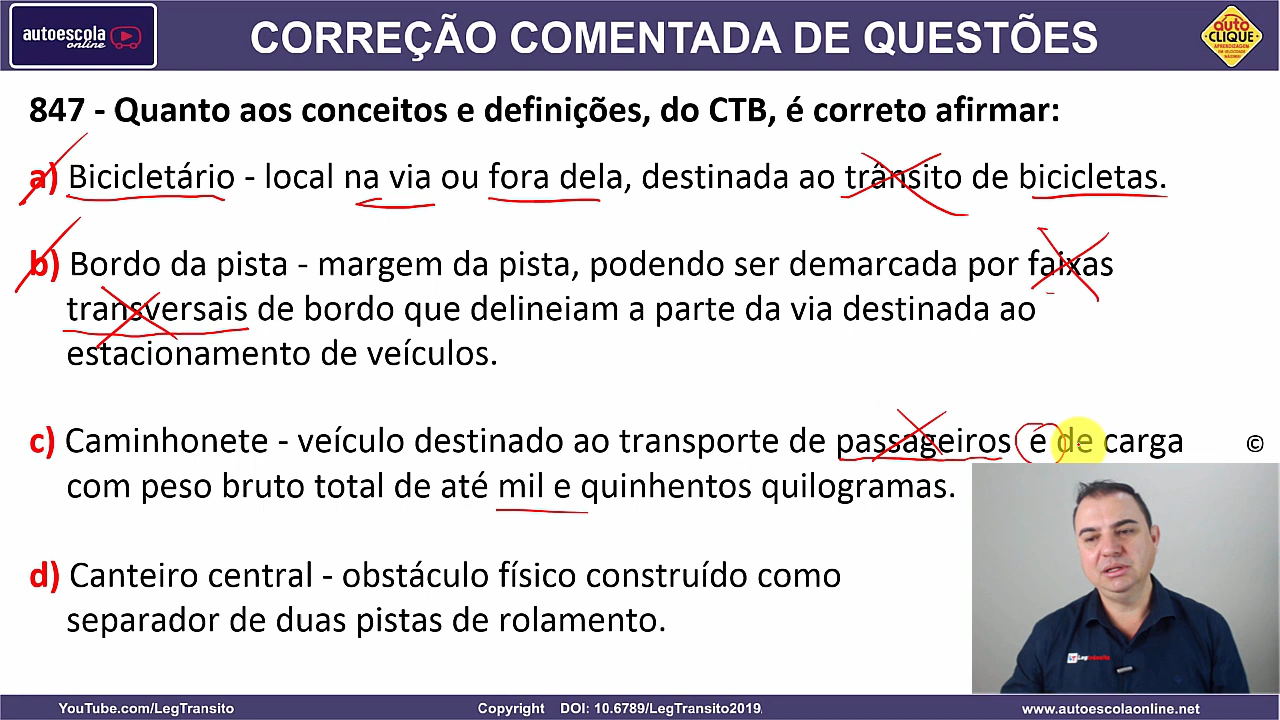 autoescola
online
CORREÇÃO COMENTADA DE QUESTÕES
auto
CLIQUE
847 - Quanto aos conceitos e definições, do CTB, é correto afirmar:
a) Bicicletário - local na via ou fora dela, destinada ao trânsito de bicicletas.
b) Bordo da pista - margem da pista, podendo ser demarcada por faixas
transversais de bordo que delineiam a parte da via destinada ao
estacionamento de veículos.
c) Caminhonete - veículo destinado ao transporte de passageiros e de carga
com peso bruto total de até mil e quinhentos quilogramas.
©
d) Canteiro central - obstáculo físico construído como
separador de duas pistas de rolamento.
Legtrânsito
YouTube.com/LegTransito Copyright DOI: 10.6789/LegTransito2019 www.autoescolaonline.net